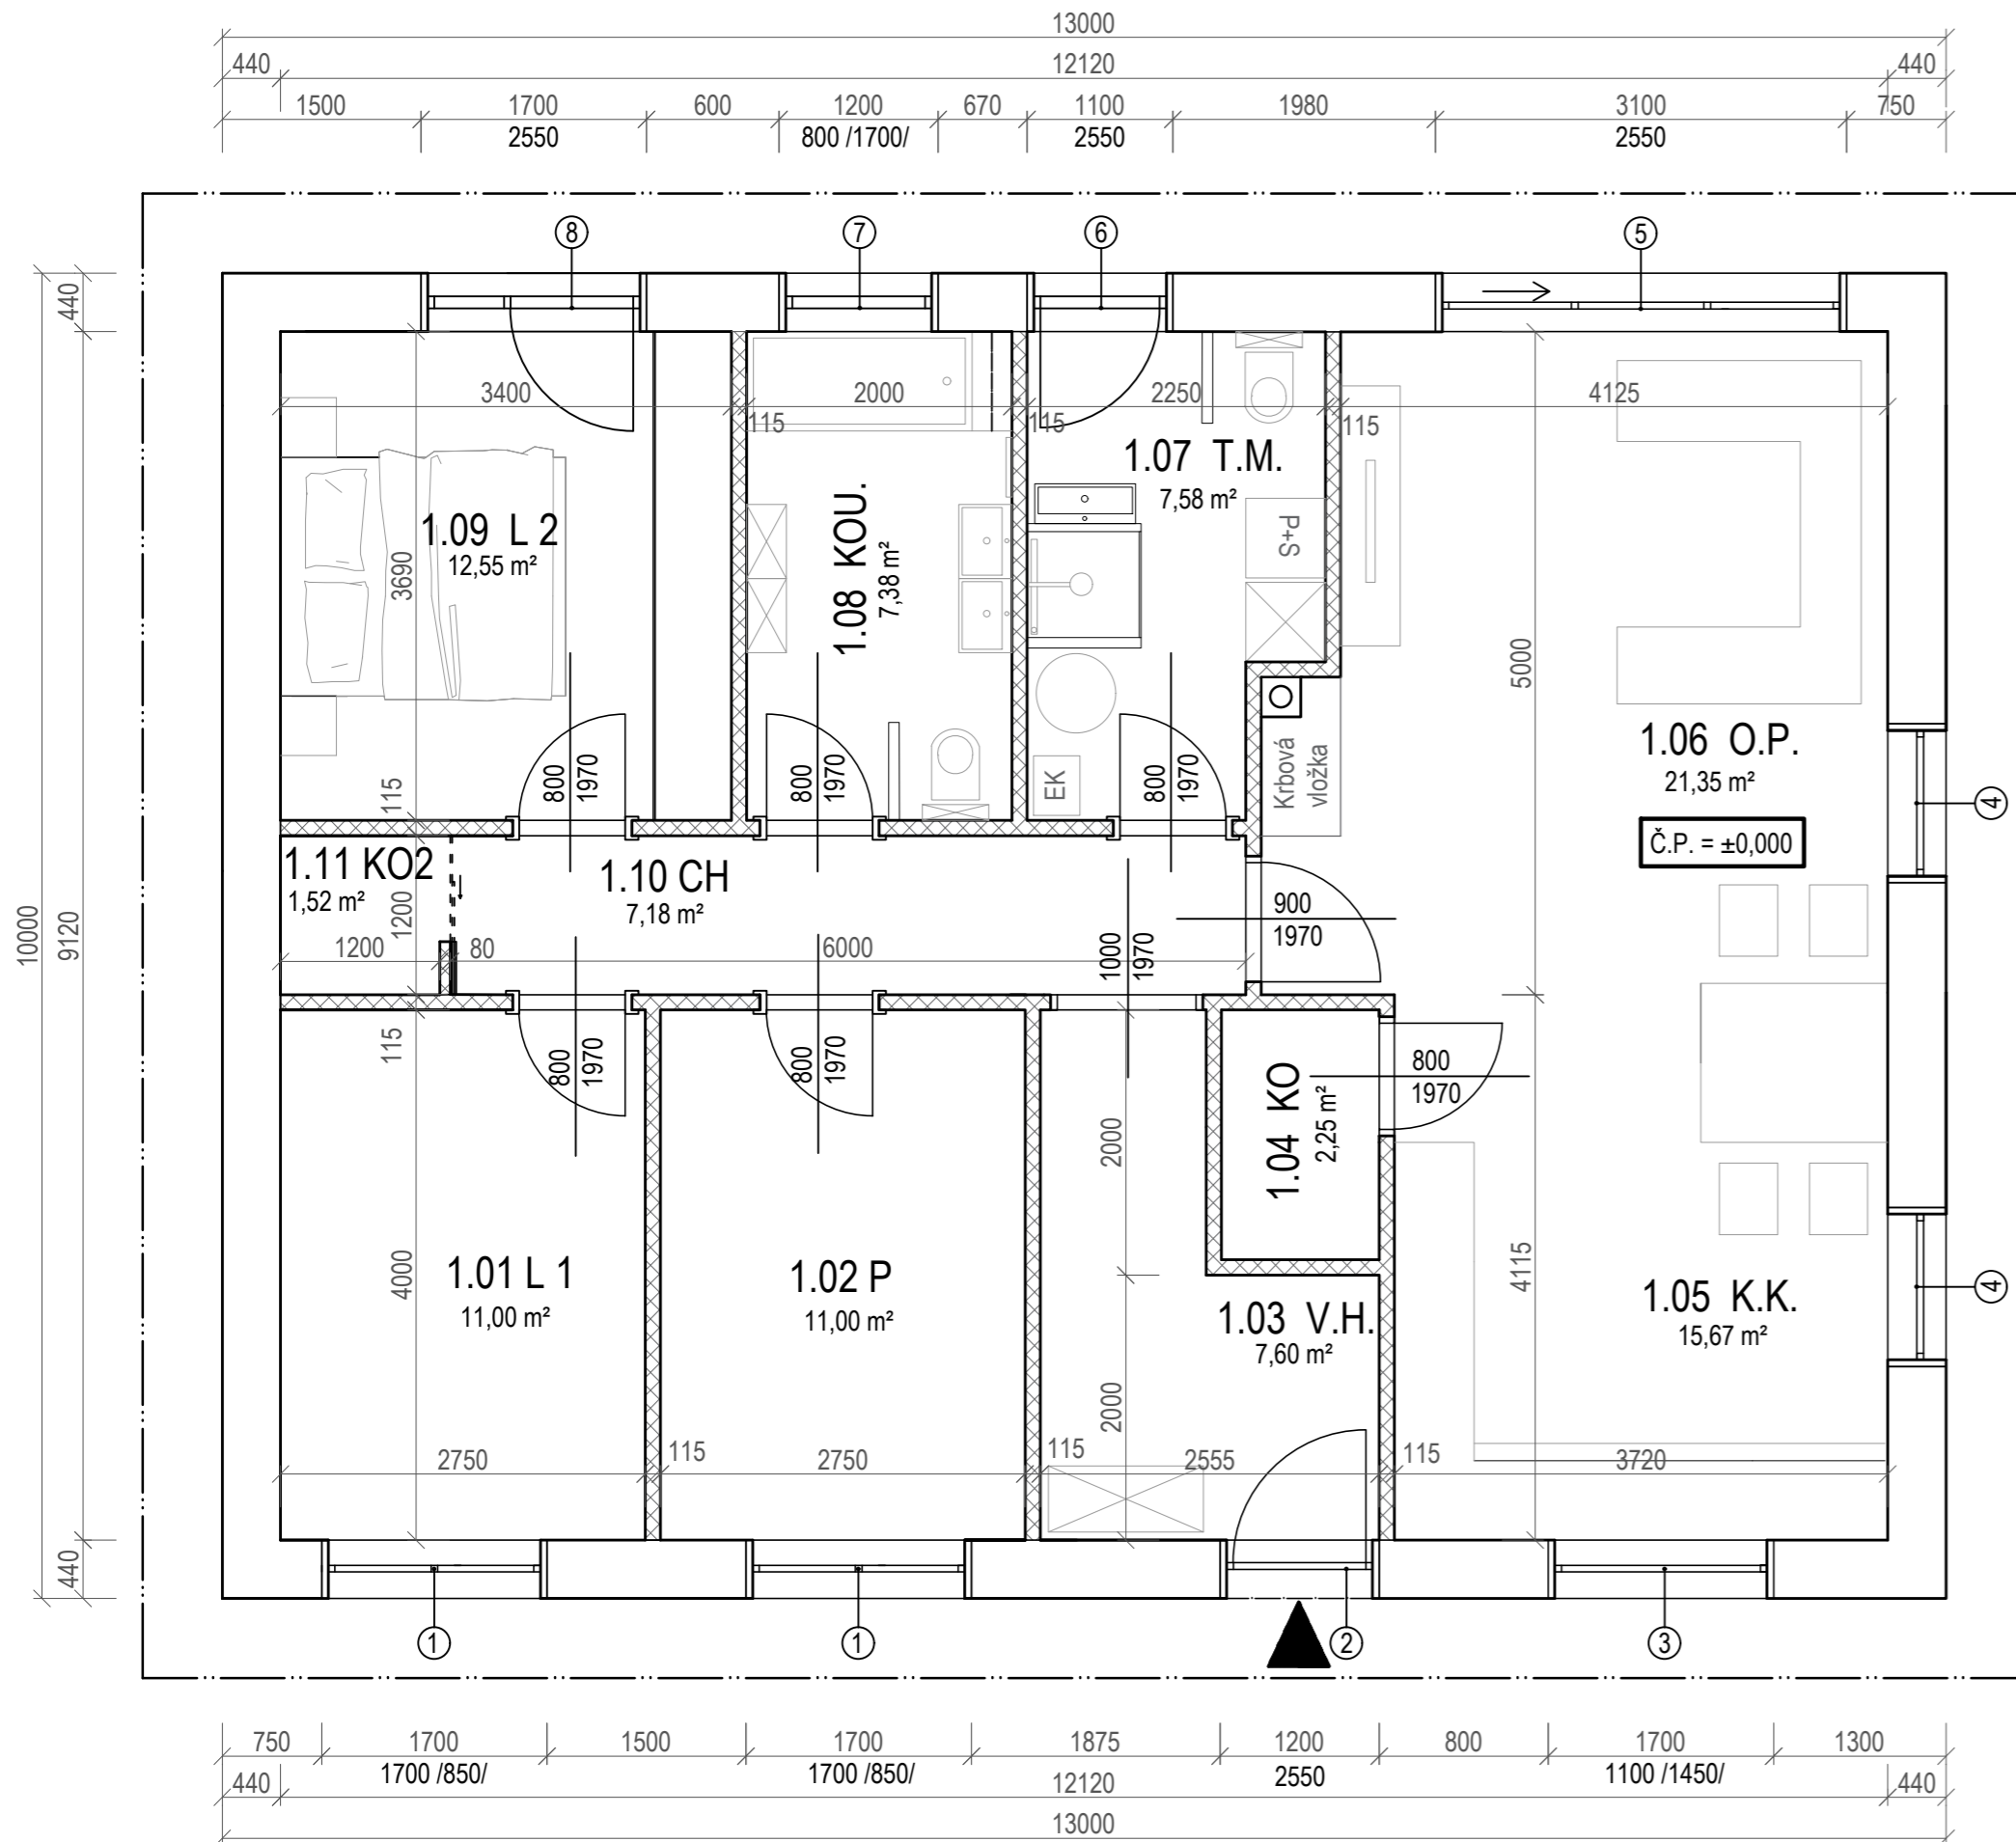 13000
440 12120 440
1500 1700 600 1200 670 1100 1980 3100 750
2550 800 /1700/ 2550 2550
8 7 6 5
440
3400 2000 2250 4125
115 115 115
1.07 T.M.
7,58 m²
1.09 L 2
12,55 m²
3690
1.08 KOU.
7,38 m²
P+S
5000
1.06 O.P.
21,35 m²
Krbová
vložka
EK
800
1970
800
1970
800
1970
115
Č.P. = ±0,000
4
1.11 KO2
1,52 m²
1.10 CH
7,18 m²
1200
900
1970
10000
9120
1200 80 6000
1000
1970
115
800
1970
800
1970
800
1970
1.04 KO
2,25 m²
2000
4000
4115
1.01 L 1
11,00 m²
1.02 P
11,00 m²
1.03 V.H.
7,60 m²
1.05 K.K.
15,67 m²
4
2000
2750 115 2750 115 2555 115 3720
440
1 1 2 3
750 1700 1500 1700 1875 1200 800 1700 1300
1700 /850/ 1700 /850/ 2550 1100 /1450/
440 12120 440
13000